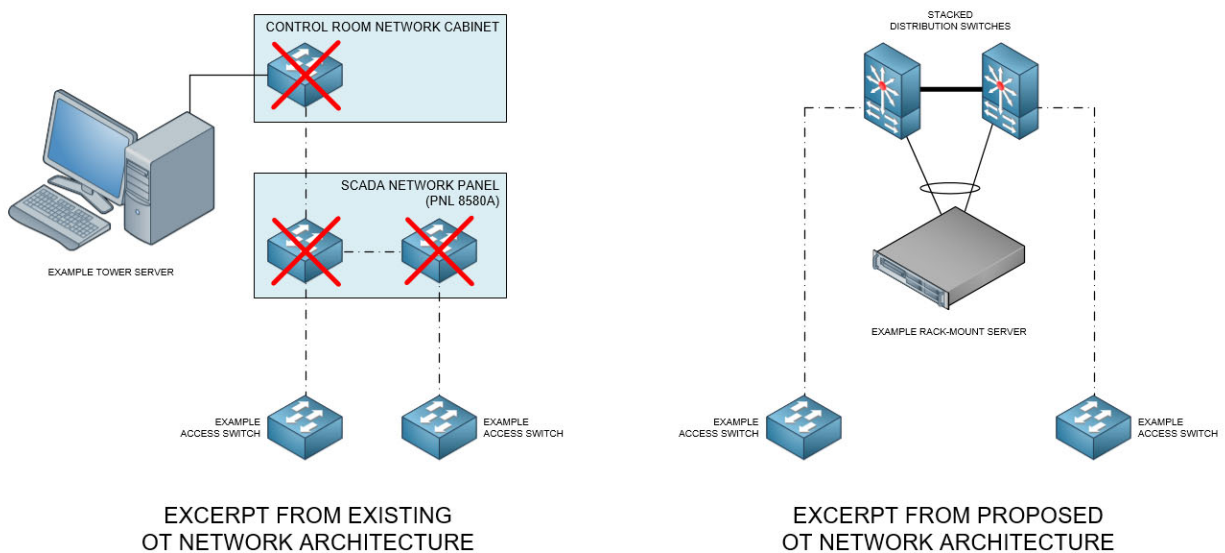 CONTROL ROOM NETWORK CABINET
SCADA NETWORK PANEL
(PNL 8580A)
EXAMPLE TOWER SERVER
EXAMPLE
ACCESS SWITCH
EXAMPLE
ACCESS SWITCH
EXCERPT FROM EXISTING
OT NETWORK ARCHITECTURE
STACKED
DISTRIBUTION SWITCHES
EXAMPLE RACK-MOUNT SERVER
EXAMPLE
ACCESS SWITCH
EXAMPLE
ACCESS SWITCH
EXCERPT FROM PROPOSED
OT NETWORK ARCHITECTURE